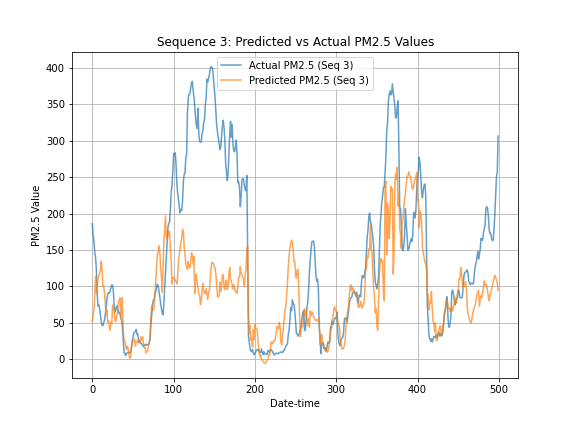 Sequence 3: Predicted vs Actual PM2.5 Values
Actual PM2.5 (Seq 3)
Predicted PM2.5 (Seq 3)
400
350
300
250
200
150
100
50
0
PM2.5 Value
0 100 200 300 400 500
Date-time